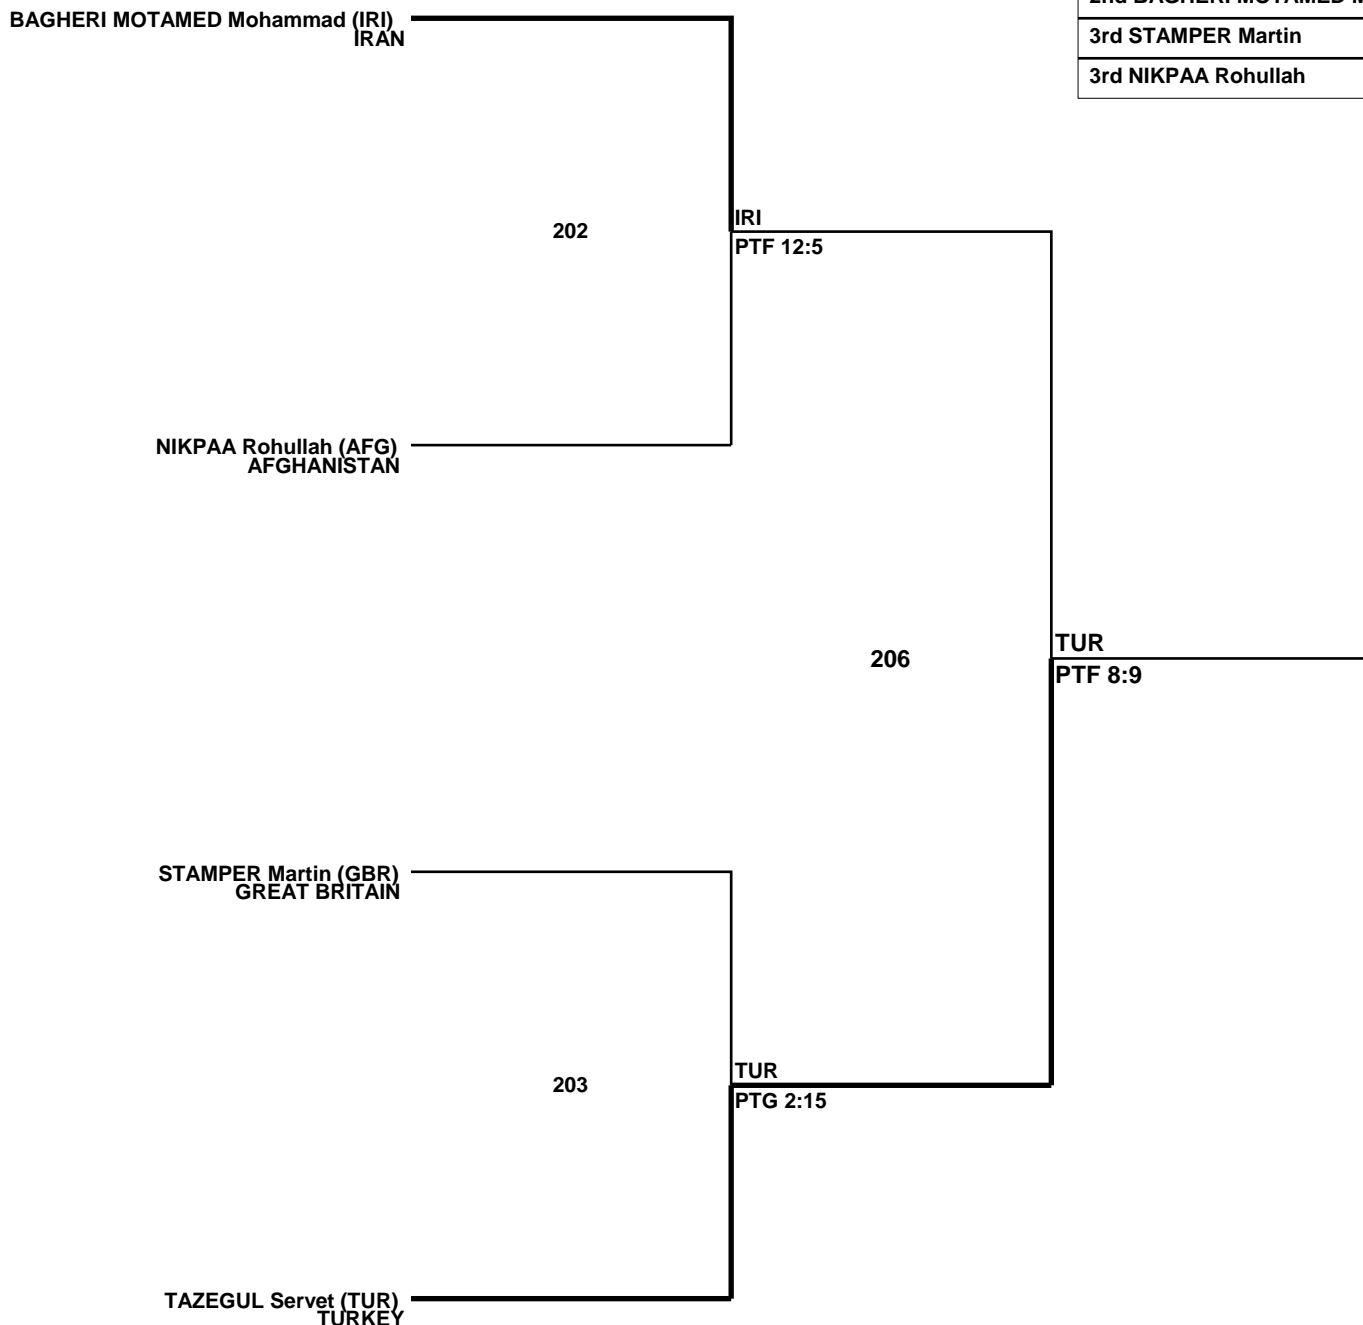 2nd BAGHERI MOTAMED
BAGHERI MOTAMED Mohammad (IRI)
IRAN
3rd STAMPER Martin
3rd NIKPAA Rohullah
IRI
202
PTF 12:5
NIKPAA Rohullah (AFG)
AFGHANISTAN
TUR
206
PTF 8:9
STAMPER Martin (GBR)
GREAT BRITAIN
TUR
203
PTG 2:15
TAZEGUL Servet (TUR)
TURKEY